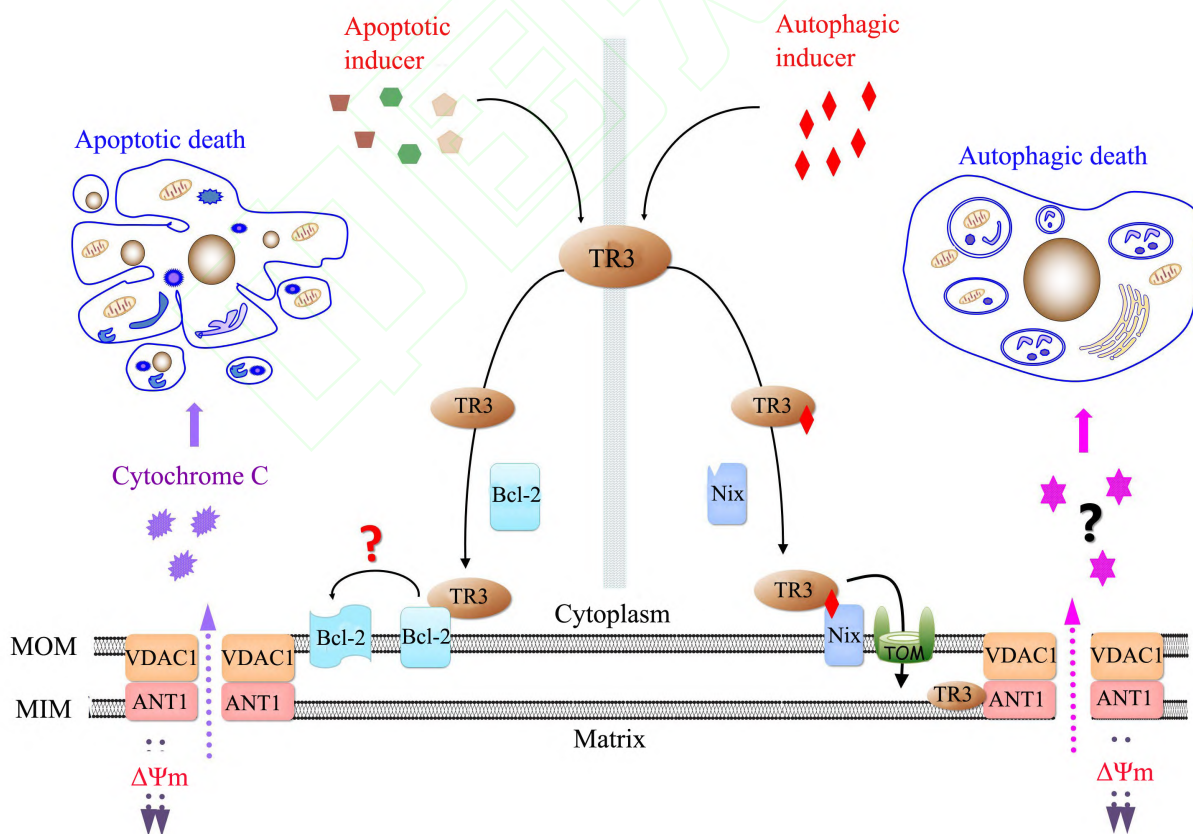 Apoptotic
inducer
Autophagic
inducer
Apoptotic death
Autophagic death
TR3
TR3
TR3
Cytochrome C
Bcl-2
Nix
?
?
TR3
TR3
Cytoplasm
MOM
VDAC1
VDAC1
Bcl-2
Bcl-2
Nix
TOM
VDAC1
VDAC1
MIM
ANT1
ANT1
TR3
ANT1
ANT1
Matrix
ΔΨm
ΔΨm